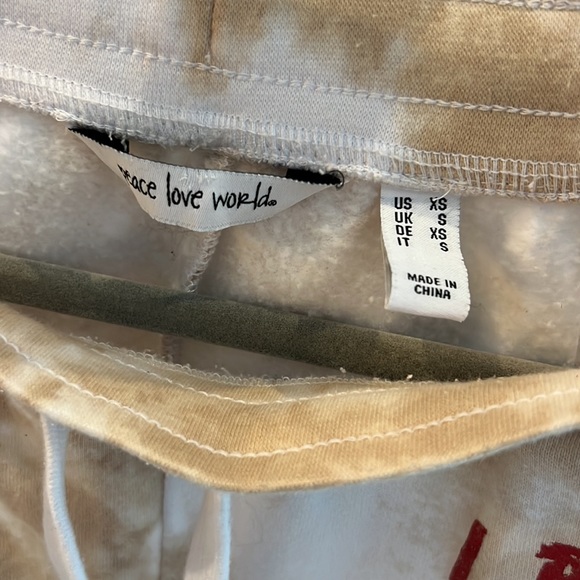 peace love world®
US XS
UK S
DE XS
IT S
MADE IN
CHINA